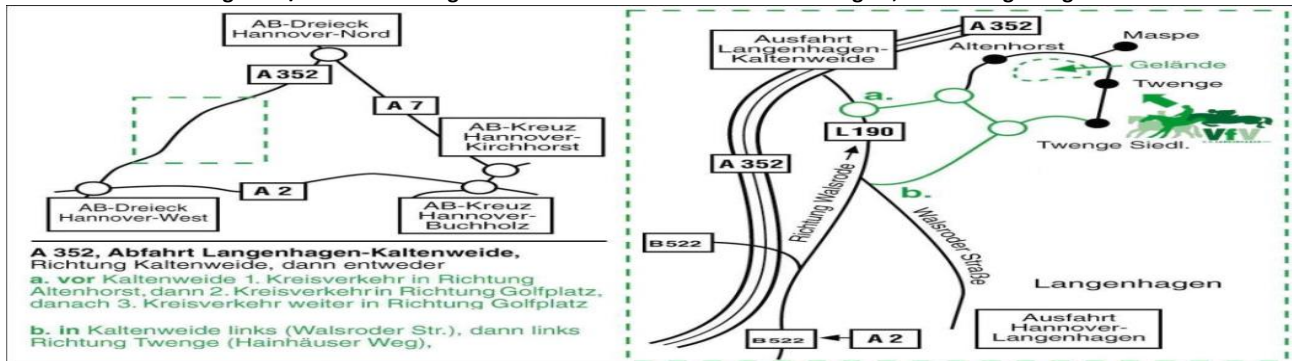 AB-Dreieck
Hannover-Nord
A 352
A 7
AB-Kreuz
Hannover-
Kirchhorst
A 2
AB-Dreieck
Hannover-West
AB-Kreuz
Hannover-
Buchholz
A 352, Abfahrt Langenhagen-Kaltenweide,
Richtung Kaltenweide, dann entweder
a. vor Kaltenweide 1. Kreisverkehr in Richtung
Altenhorst, dann 2. Kreisverkehr in Richtung Golfplatz,
danach 3. Kreisverkehr weiter in Richtung Golfplatz
b. in Kaltenweide links (Walsroder Str.), dann links
Richtung Twenge (Hainhäuser Weg),
Ausfahrt
Langenhagen-
Kaltenweide
A 352
Altenhorst
Maspe
Gelände
Twenge
a.
L 190
VfV
Twenge Siedl.
A 352
b.
Richtung Walsrode
Walsroder Straße
B 522
Langenhagen
Ausfahrt
Hannover-
Langenhagen
B 522
A 2